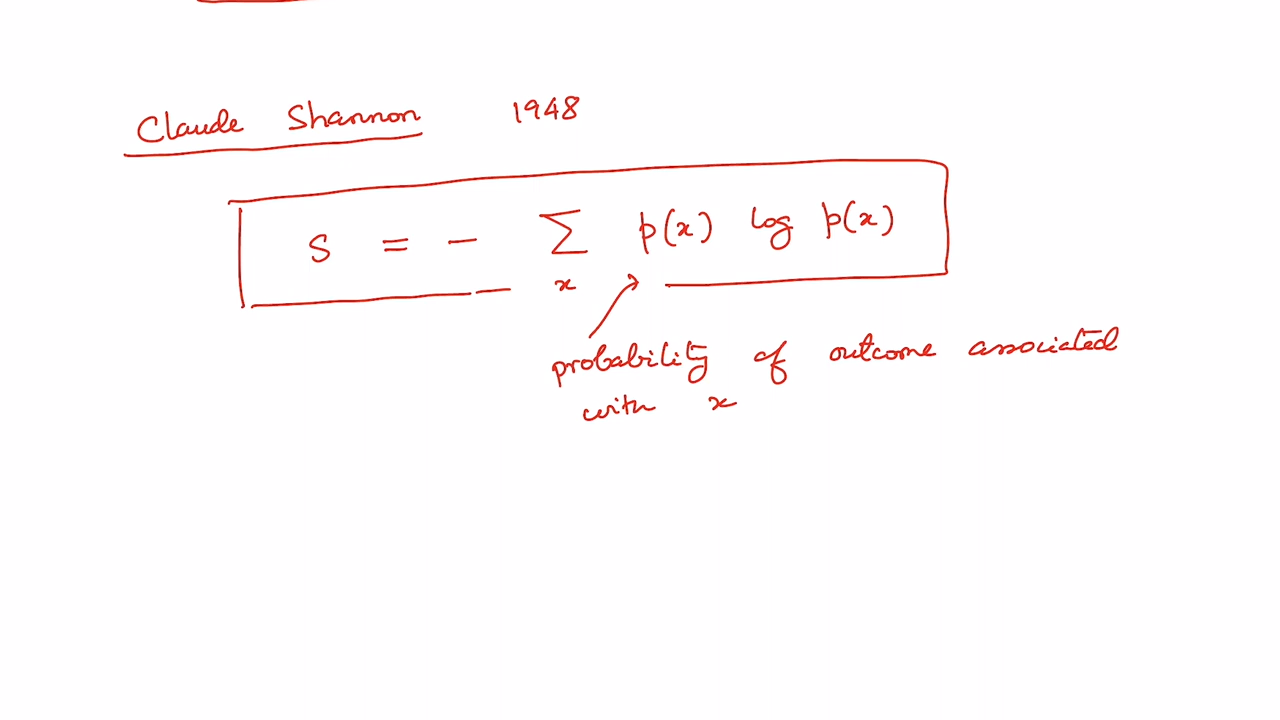 Claude Shannon 1948
S = - ∑ p(x) log p(x)
x
probability of outcome associated
with x